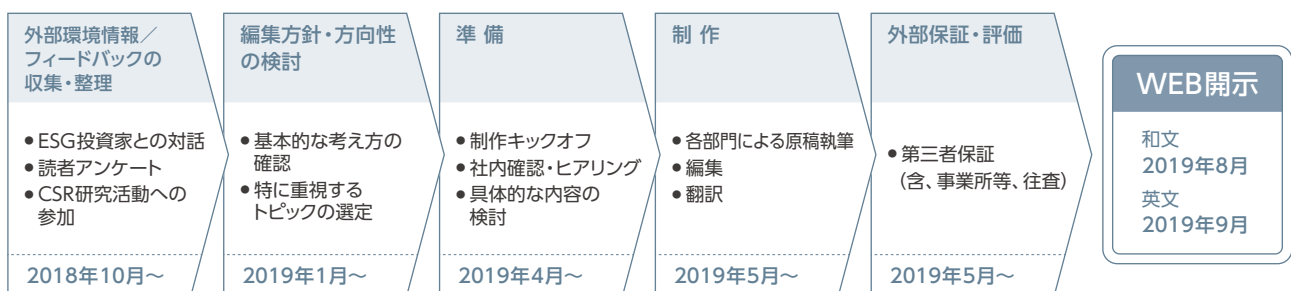 外部環境情報／
フィードバックの
収集・整理
● ESG投資家との対話
● 読者アンケート
● CSR研究活動への
参加
2018年10月～
編集方針・方向性
の検討
● 基本的な考え方の
確認
● 特に重視する
トピックの選定
2019年1月～
準 備
● 制作キックオフ
● 社内確認・ヒアリング
● 具体的な内容の
検討
2019年4月～
制 作
● 各部門による原稿執筆
● 編集
● 翻訳
2019年5月～
外部保証・評価
● 第三者保証
（含、事業所等、往査）
2019年5月～
WEB開示
和文
2019年8月
英文
2019年9月